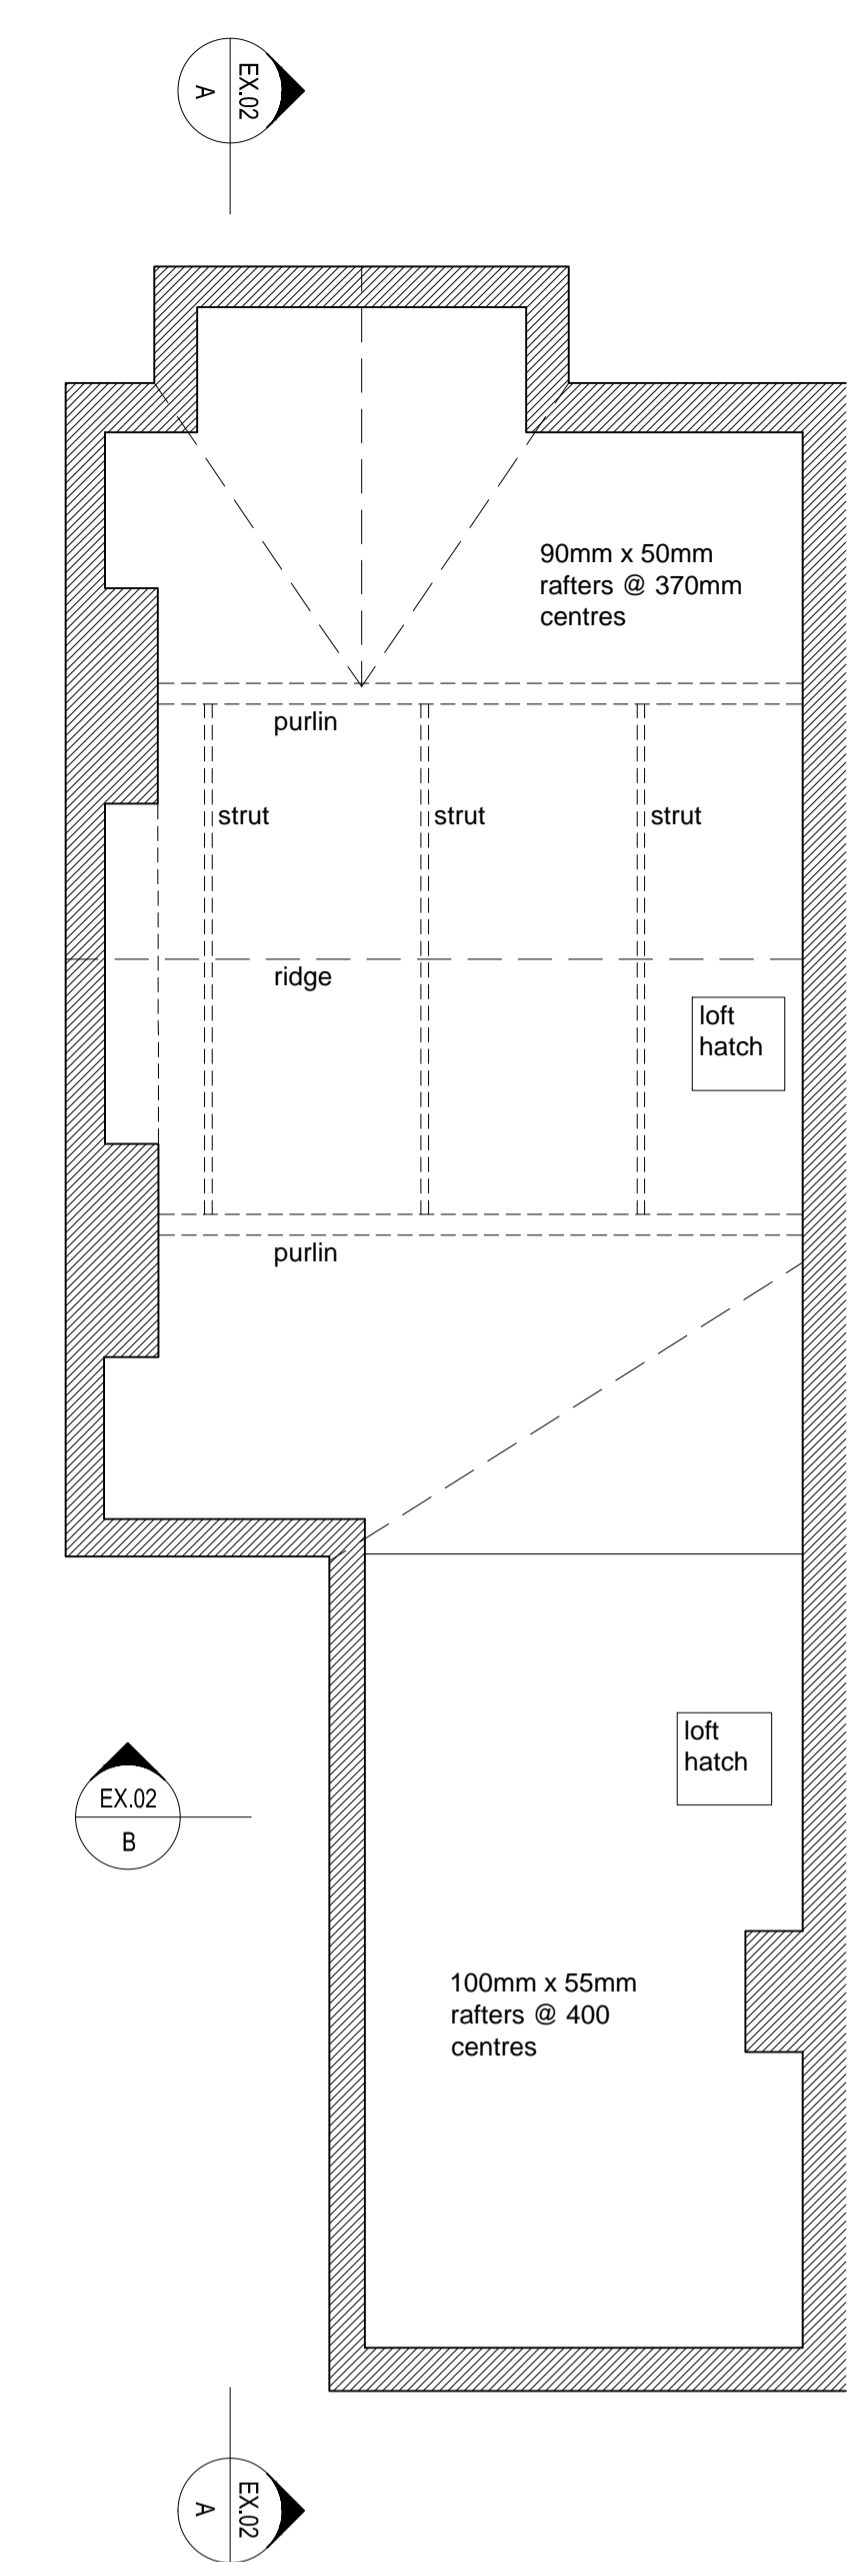 EX.02
A
90mm x 50mm
rafters @ 370mm
centres
purlin
strut
strut
strut
ridge
loft
hatch
purlin
loft
hatch
EX.02
B
100mm x 55mm
rafters @ 400
centres
EX.02
A